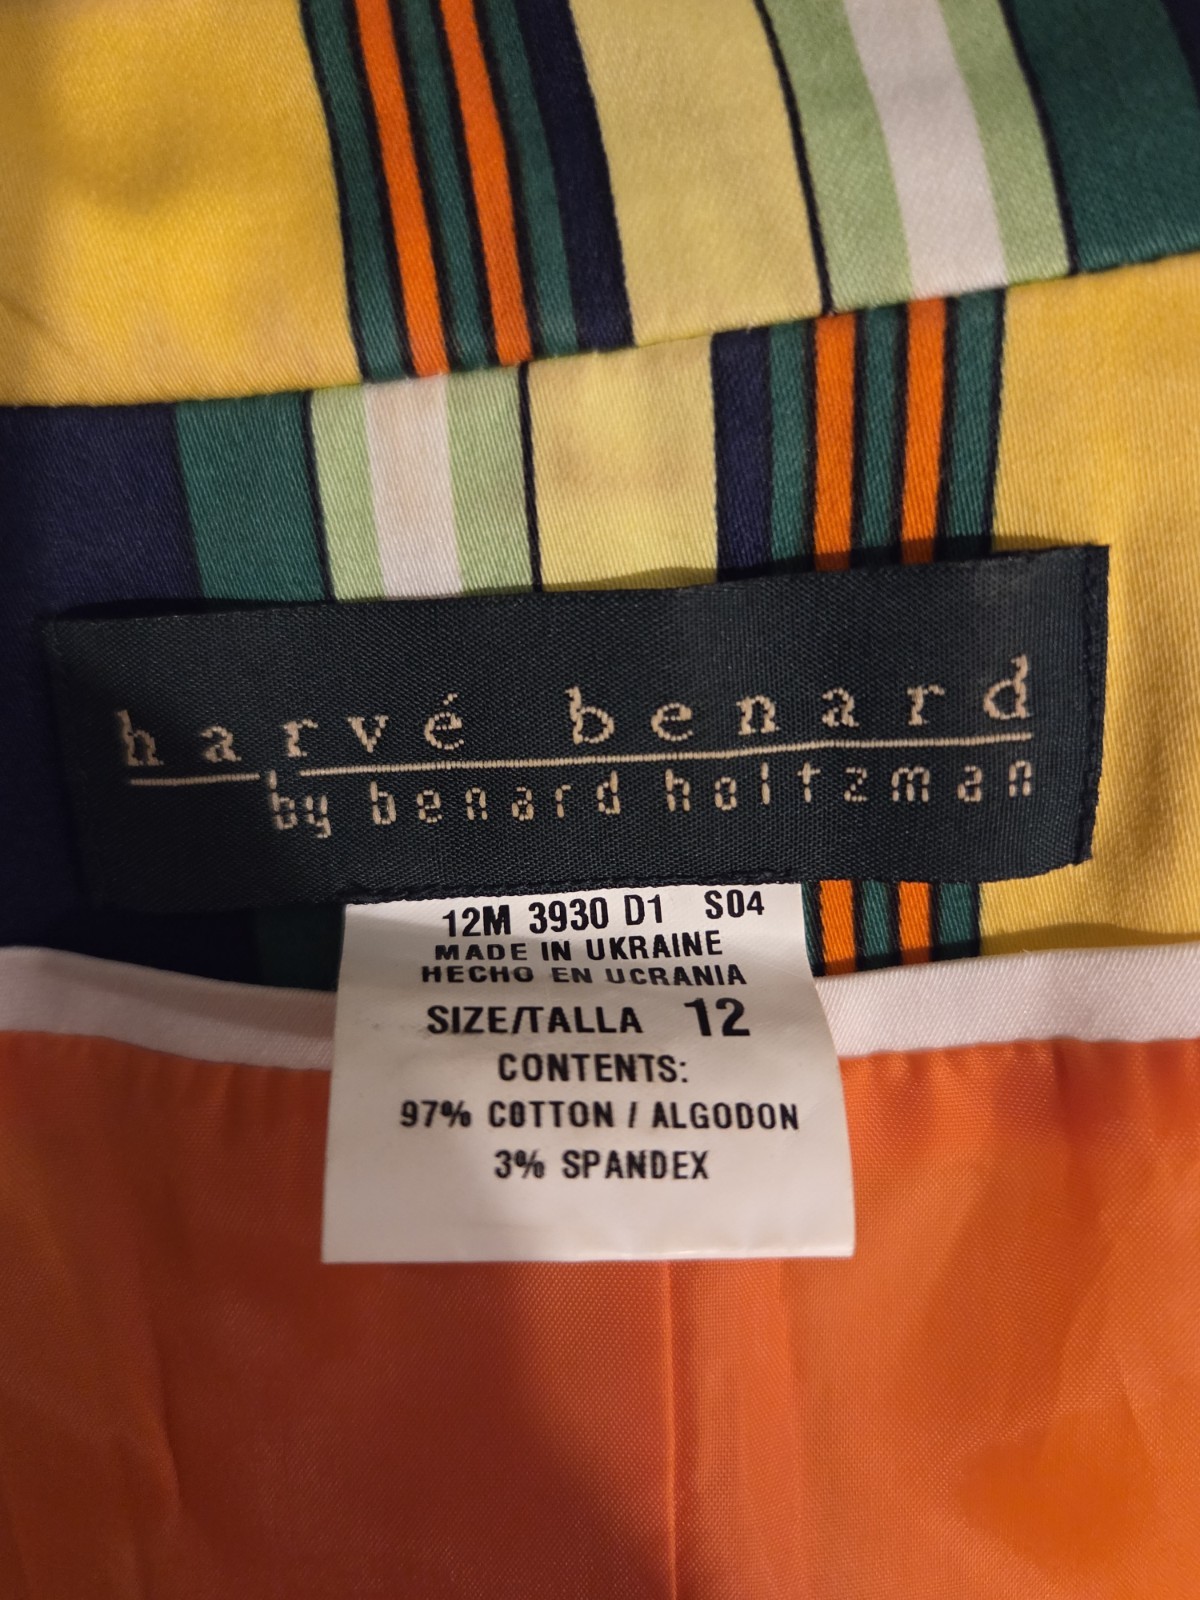 harvé benard
by benard holtzman
12M 3930 D1 S04
MADE IN UKRAINE
HECHO EN UCRANIA
SIZE/TALLA 12
CONTENTS:
97% COTTON / ALGODON
3% SPANDEX